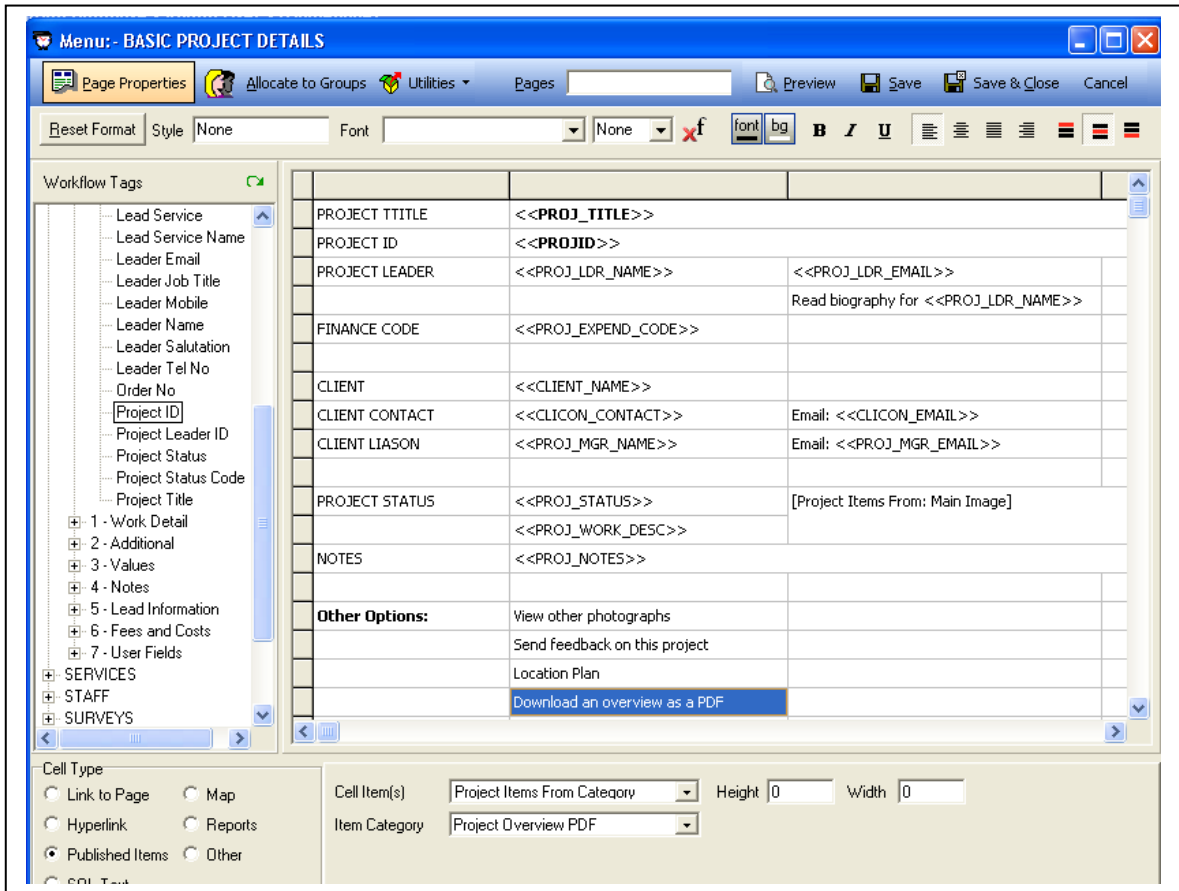 Menu:- BASIC PROJECT DETAILS
Page Properties Allocate to Groups Utilities Pages Preview Save Save & Close Cancel
Reset Format Style None Font None xf font bg B I U
Workflow Tags
Lead Service
Lead Service Name
Leader Email
Leader Job Title
Leader Mobile
Leader Name
Leader Salutation
Leader Tel No
Order No
Project ID
Project Leader ID
Project Status
Project Status Code
Project Title
1 - Work Detail
2 - Additional
3 - Values
4 - Notes
5 - Lead Information
6 - Fees and Costs
7 - User Fields
SERVICES
STAFF
SURVEYS
PROJECT TTITLE <<PROJ_TITLE>>
PROJECT ID <<PROJID>>
PROJECT LEADER <<PROJ_LDR_NAME>> <<PROJ_LDR_EMAIL>>
Read biography for <<PROJ_LDR_NAME>>
FINANCE CODE <<PROJ_EXPEND_CODE>>
CLIENT <<CLIENT_NAME>>
CLIENT CONTACT <<CLICON_CONTACT>> Email: <<CLICON_EMAIL>>
CLIENT LIASON <<PROJ_MGR_NAME>> Email: <<PROJ_MGR_EMAIL>>
PROJECT STATUS <<PROJ_STATUS>> [Project Items From: Main Image]
<<PROJ_WORK_DESC>>
NOTES <<PROJ_NOTES>>
Other Options: View other photographs
Send feedback on this project
Location Plan
Download an overview as a PDF
Cell Type
Link to Page Map
Hyperlink Reports
Published Items Other
Cell Item(s) Project Items From Category Height 0 Width 0
Item Category Project Overview PDF